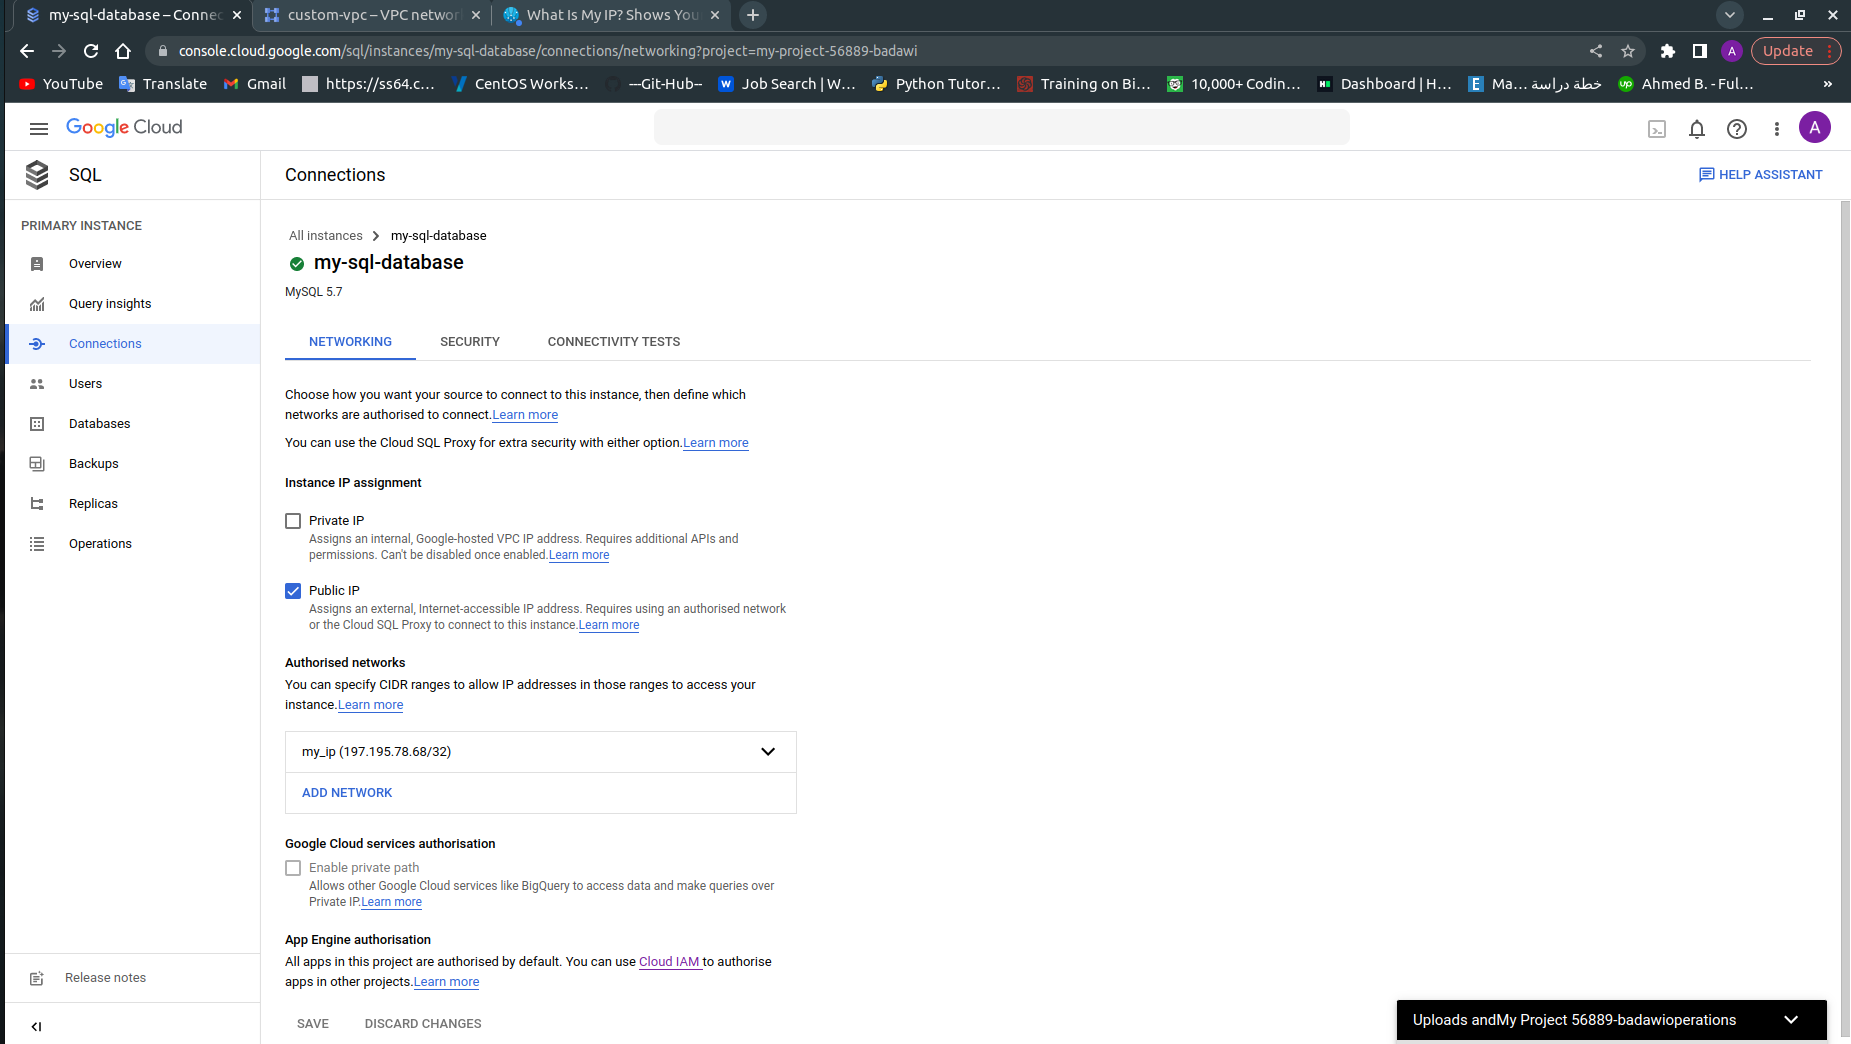 my-sql-database – Connec
custom-vpc – VPC network
What Is My IP? Shows You
console.cloud.google.com/sql/instances/my-sql-database/connections/networking?project=my-project-56889-badawi
A
Update
YouTube
Translate
Gmail
https://ss64.c...
CentOS Works...
---Git-Hub--
Job Search | W...
Python Tutor...
Training on Bi...
10,000+ Codin...
Dashboard | H...
Ma... خطة دراسة
Ahmed B. - Ful...
»
Google Cloud
A
SQL
Connections
HELP ASSISTANT
PRIMARY INSTANCE
Overview
Query insights
Connections
Users
Databases
Backups
Replicas
Operations
Release notes
All instances
my-sql-database
my-sql-database
MySQL 5.7
NETWORKING
SECURITY
CONNECTIVITY TESTS
Choose how you want your source to connect to this instance, then define which
networks are authorised to connect.Learn more
You can use the Cloud SQL Proxy for extra security with either option.Learn more
Instance IP assignment
Private IP
Assigns an internal, Google-hosted VPC IP address. Requires additional APIs and
permissions. Can't be disabled once enabled.Learn more
Public IP
Assigns an external, Internet-accessible IP address. Requires using an authorised network
or the Cloud SQL Proxy to connect to this instance.Learn more
Authorised networks
You can specify CIDR ranges to allow IP addresses in those ranges to access your
instance.Learn more
my_ip (197.195.78.68/32)
ADD NETWORK
Google Cloud services authorisation
Enable private path
Allows other Google Cloud services like BigQuery to access data and make queries over
Private IP.Learn more
App Engine authorisation
All apps in this project are authorised by default. You can use Cloud IAM to authorise
apps in other projects.Learn more
SAVE
DISCARD CHANGES
Uploads andMy Project 56889-badawioperations